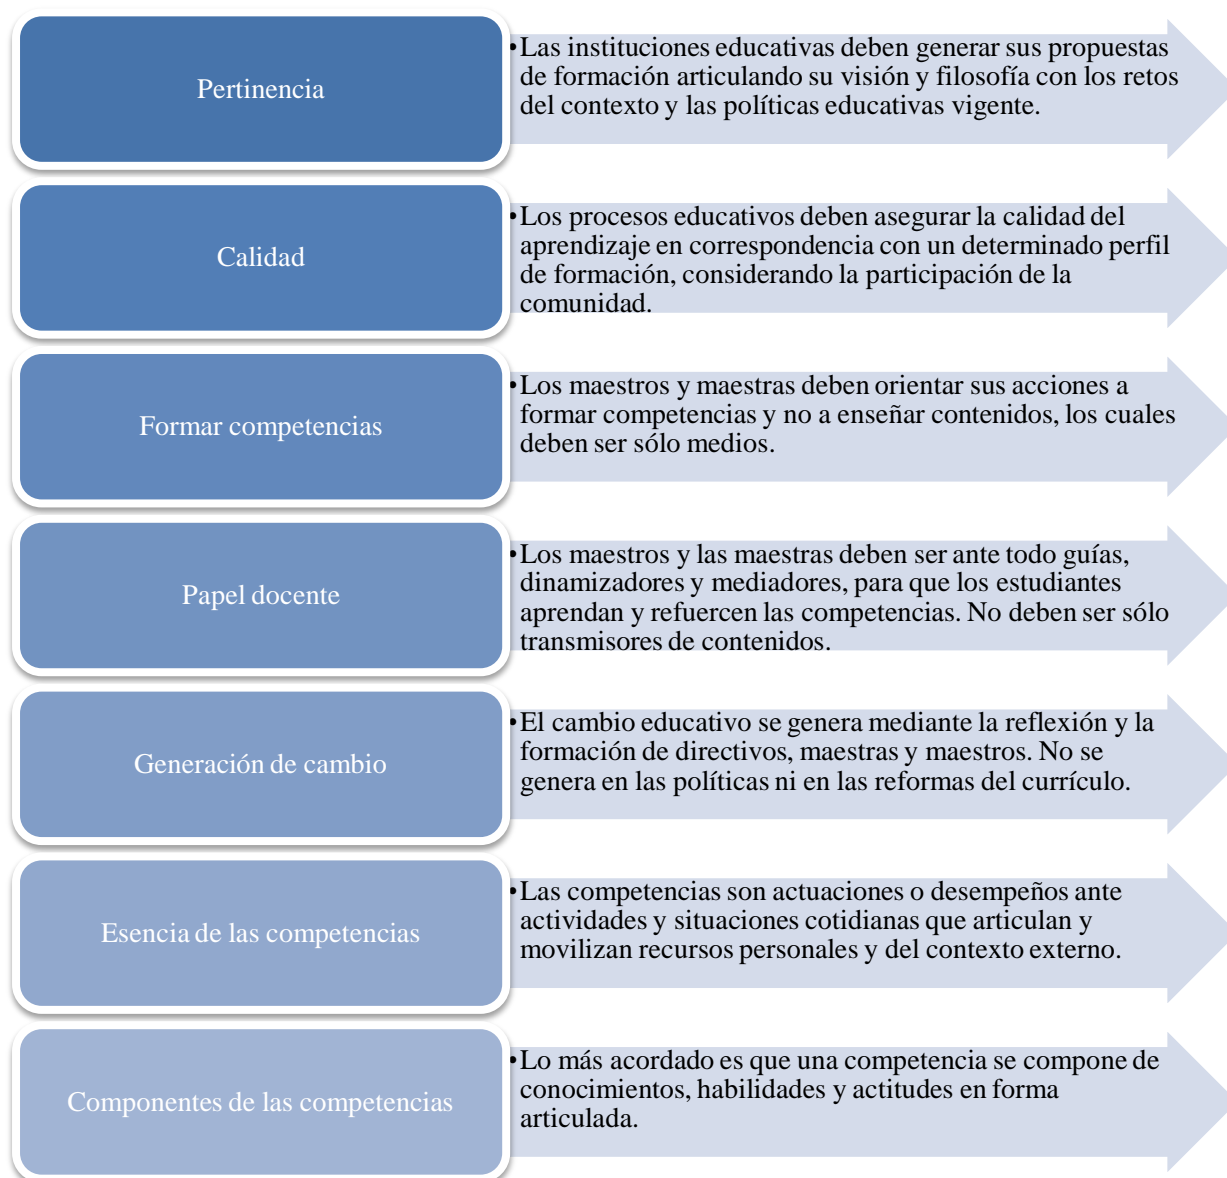 Pertinencia
•Las instituciones educativas deben generar sus propuestas
de formación articulando su visión y filosofía con los retos
del contexto y las políticas educativas vigente.
Calidad
•Los procesos educativos deben asegurar la calidad del
aprendizaje en correspondencia con un determinado perfil
de formación, considerando la participación de la
comunidad.
Formar competencias
•Los maestros y maestras deben orientar sus acciones a
formar competencias y no a enseñar contenidos, los cuales
deben ser sólo medios.
Papel docente
•Los maestros y las maestras deben ser ante todo guías,
dinamizadores y mediadores, para que los estudiantes
aprendan y refuercen las competencias. No deben ser sólo
transmisores de contenidos.
Generación de cambio
•El cambio educativo se genera mediante la reflexión y la
formación de directivos, maestras y maestros. No se
genera en las políticas ni en las reformas del currículo.
Esencia de las competencias
•Las competencias son actuaciones o desempeños ante
actividades y situaciones cotidianas que articulan y
movilizan recursos personales y del contexto externo.
Componentes de las competencias
•Lo más acordado es que una competencia se compone de
conocimientos, habilidades y actitudes en forma
articulada.